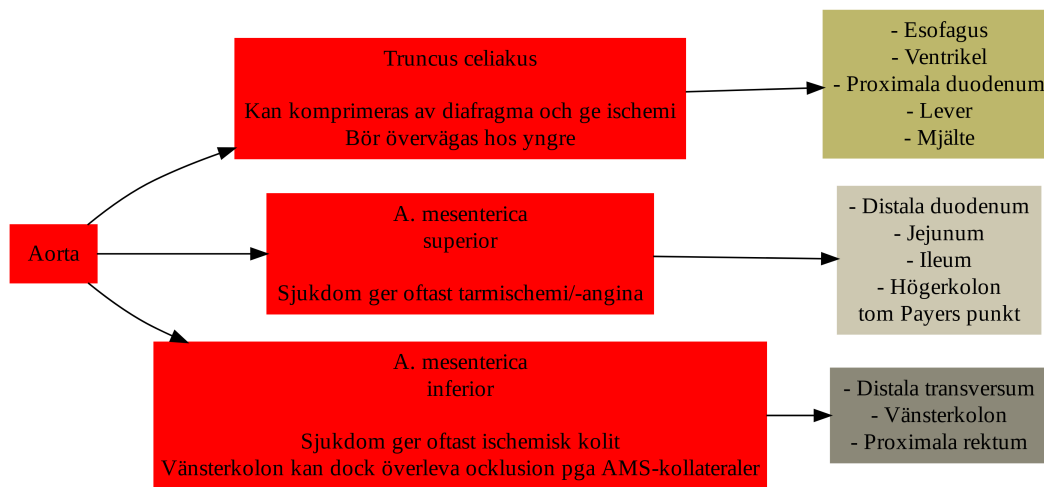 Aorta
Truncus celiakus
Kan komprimeras av diafragma och ge ischemi
Bör övervägas hos yngre
- Esofagus
- Ventrikel
- Proximala duodenum
- Lever
- Mjälte
A. mesenterica
superior
Sjukdom ger oftast tarmischemi/-angina
- Distala duodenum
- Jejunum
- Ileum
- Högerkolon
tom Payers punkt
A. mesenterica
inferior
Sjukdom ger oftast ischemisk kolit
Vänsterkolon kan dock överleva ocklusion pga AMS-kollateraler
- Distala transversum
- Vänsterkolon
- Proximala rektum